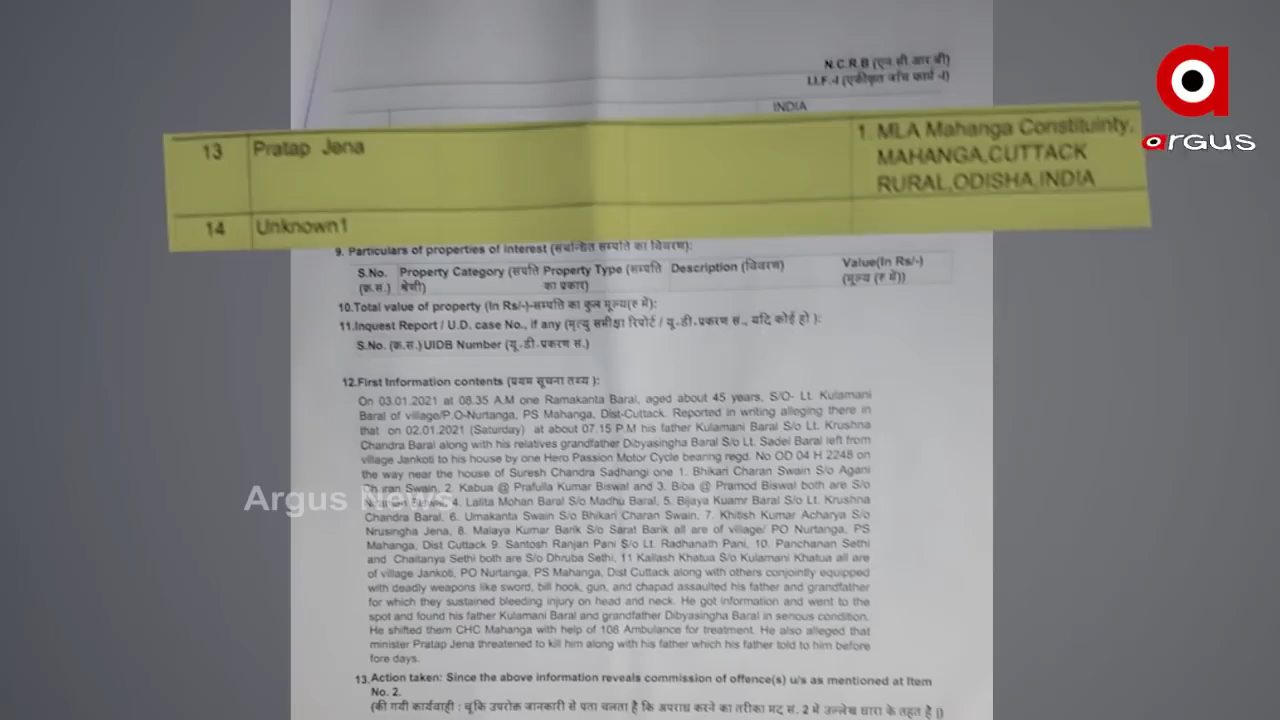 N.C.R.B (एन.सी.आर.बी)
I.I.F.-I (एकीकृत जाँच फार्म -I)
argus
INDIA
13 Pratap Jena 1. MLA Mahanga Constituinty,
MAHANGA,CUTTACK
RURAL,ODISHA,INDIA
14 Unknown1
9. Particulars of properties of interest (संबन्धित सम्पति का विवरण):
S.No. Property Category (संपति Property Type (सम्पति Description (विवरण) Value(In Rs/-)
(क्र.सं.) श्रेणी) का प्रकार) (मूल्य (रु में))
10.Total value of property (In Rs/-)-सम्पति का कुल मूल्य(रु में):
11.Inquest Report / U.D. case No., if any (मृत्यु समीक्षा रिपोर्ट / यू.डी.प्रकरण सं., यदि कोई हो ):
S.No. (क्र.सं.) UIDB Number (यू.डी.प्रकरण सं.)
12.First Information contents (प्रथम सूचना तथ्य ):
On 03.01.2021 at 08.35 A.M one Ramakanta Baral, aged about 45 years, S/O- Lt. Kulamani
Baral of village/P.O-Nurtanga, PS Mahanga, Dist-Cuttack. Reported in writing alleging there in
that on 02.01.2021 (Saturday) at about 07.15 P.M his father Kulamani Baral S/o Lt. Krushna
Chandra Baral along with his relatives grandfather Dibyasingha Baral S/o Lt. Sadei Baral left from
village Jankoti to his house by one Hero Passion Motor Cycle bearing regd. No OD 04 H 2248 on
the way near the house of Suresh Chandra Sadhangi one 1. Bhikari Charan Swain S/o Agani
Charan Swain, 2. Kabua @ Prafulla Kumar Biswal and 3. Biba @ Pramod Biswal both are S/o
4. Lalita Mohan Baral S/o Madhu Baral, 5. Bijaya Kuamr Baral S/o Lt. Krushna
Chandra Baral, 6. Umakanta Swain S/o Bhikari Charan Swain, 7. Khitish Kumar Acharya S/o
Nrusingha Jena, 8. Malaya Kumar Barik S/o Sarat Barik all are of village/ PO Nurtanga, PS
Mahanga, Dist Cuttack 9. Santosh Ranjan Pani S/o Lt. Radhanath Pani, 10. Panchanan Sethi
and Chaitanya Sethi both are S/o Dhruba Sethi, 11 Kailash Khatua S/o Kulamani Khatua all are
of village Jankoti, PO Nurtanga, PS Mahanga, Dist Cuttack along with others conjointly equipped
with deadly weapons like sword, bill hook, gun, and chapad assaulted his father and grandfather
for which they sustained bleeding injury on head and neck. He got information and went to the
spot and found his father Kulamani Baral and grandfather Dibyasingha Baral in serious condition.
He shifted them CHC Mahanga with help of 108 Ambulance for treatment. He also alleged that
minister Pratap Jena threatened to kill him along with his father which his father told to him before
fore days.
Argus News
13. Action taken: Since the above information reveals commission of offence(s) u/s as mentioned at Item
No. 2.
(की गयी कार्यवाही : चूंकि उपरोक्त जानकारी से पता चलता है कि अपराध करने का तरीका मद सं. 2 में उल्लेख धारा के तहत है |)